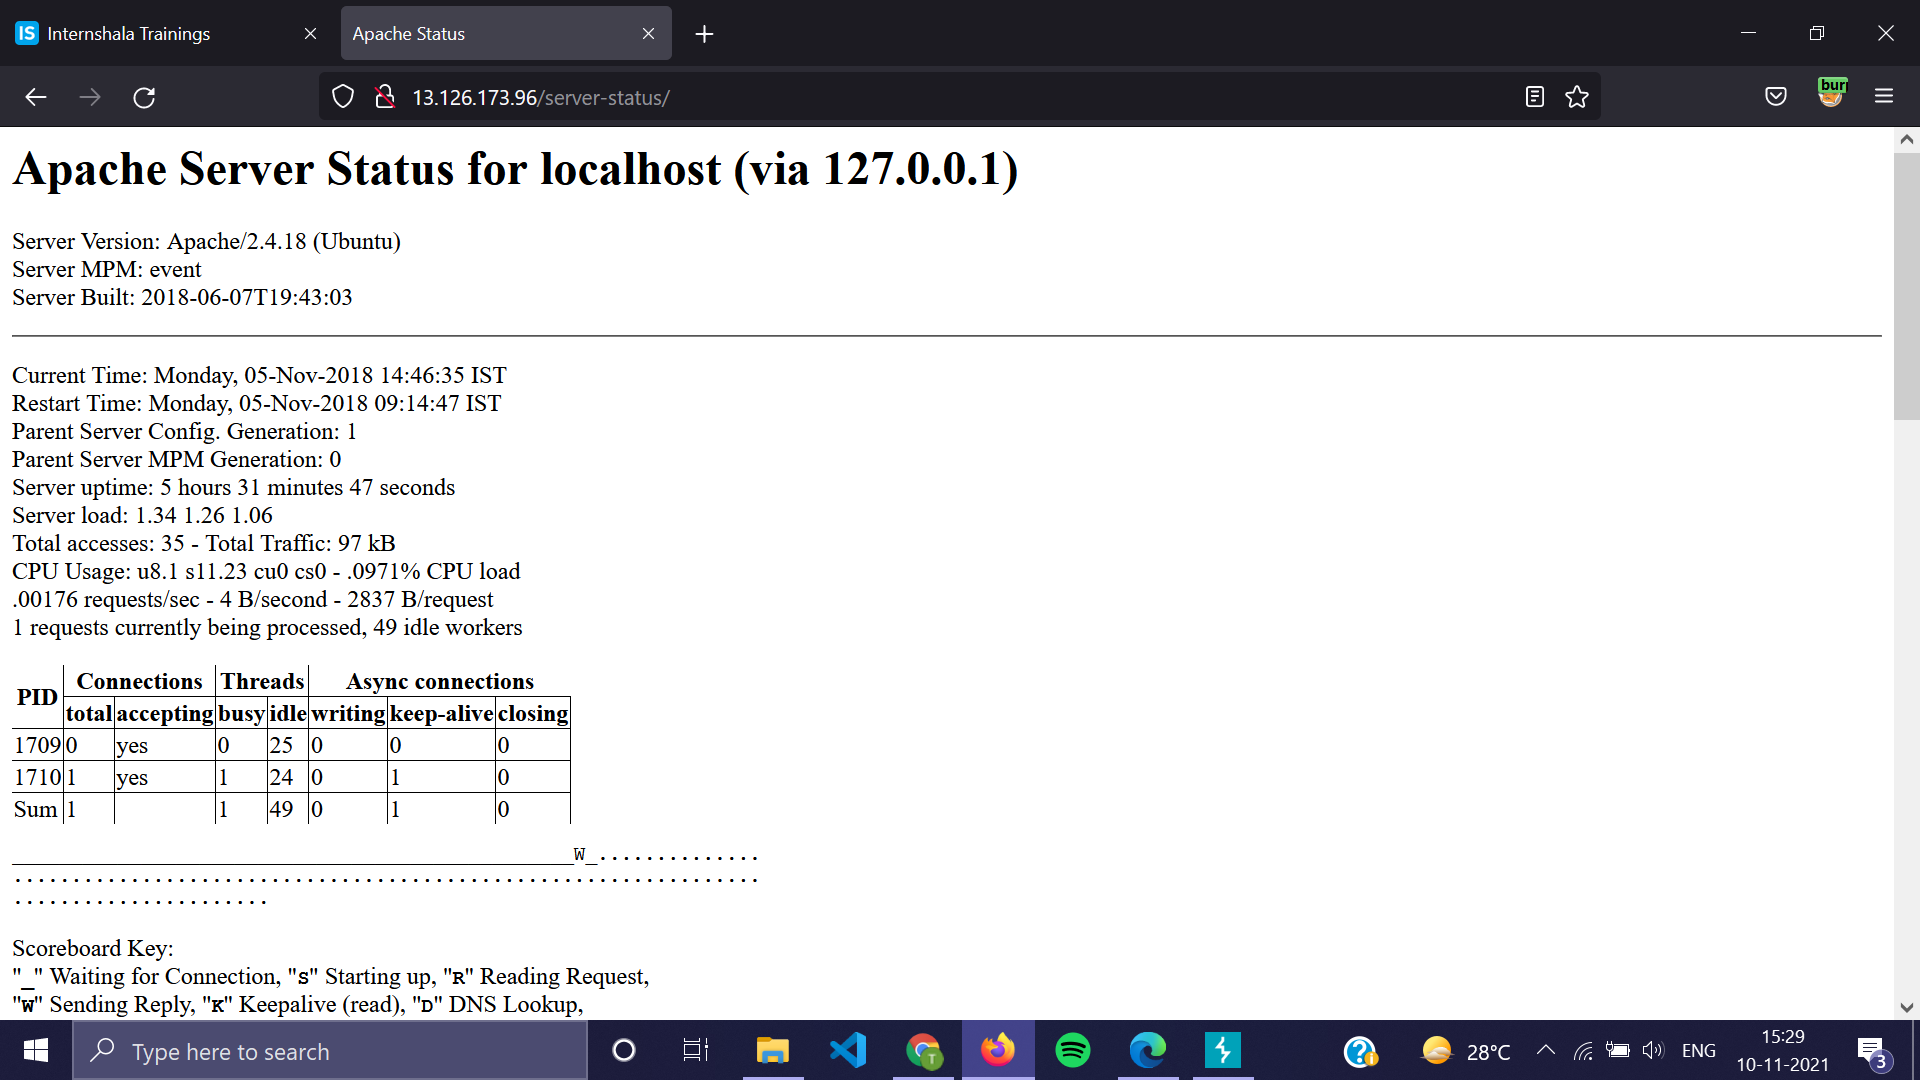 IS Internshala Trainings
Apache Status
13.126.173.96/server-status/
bur
Apache Server Status for localhost (via 127.0.0.1)
Server Version: Apache/2.4.18 (Ubuntu)
Server MPM: event
Server Built: 2018-06-07T19:43:03
Current Time: Monday, 05-Nov-2018 14:46:35 IST
Restart Time: Monday, 05-Nov-2018 09:14:47 IST
Parent Server Config. Generation: 1
Parent Server MPM Generation: 0
Server uptime: 5 hours 31 minutes 47 seconds
Server load: 1.34 1.26 1.06
Total accesses: 35 - Total Traffic: 97 kB
CPU Usage: u8.1 s11.23 cu0 cs0 - .0971% CPU load
.00176 requests/sec - 4 B/second - 2837 B/request
1 requests currently being processed, 49 idle workers
PID Connections Threads Async connections
total accepting busy idle writing keep-alive closing
1709 0 yes 0 25 0 0 0
1710 1 yes 1 24 0 1 0
Sum 1 1 49 0 1 0
________________________________________________W_..............
................................................................
......................
Scoreboard Key:
"_" Waiting for Connection, "S" Starting up, "R" Reading Request,
"W" Sending Reply, "K" Keepalive (read), "D" DNS Lookup,
Type here to search
T
28°C
ENG
15:29
10-11-2021
3